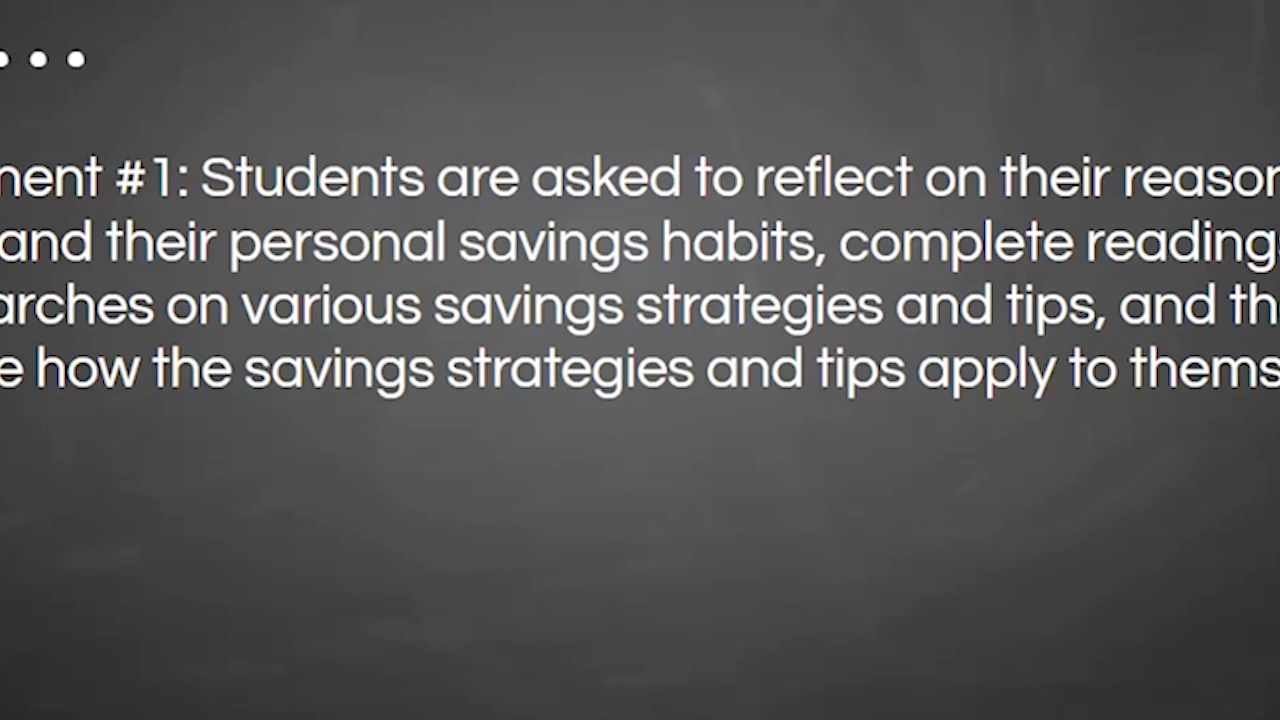 ...
ment #1: Students are asked to reflect on their reason
and their personal savings habits, complete reading
arches on various savings strategies and tips, and th
e how the savings strategies and tips apply to thems